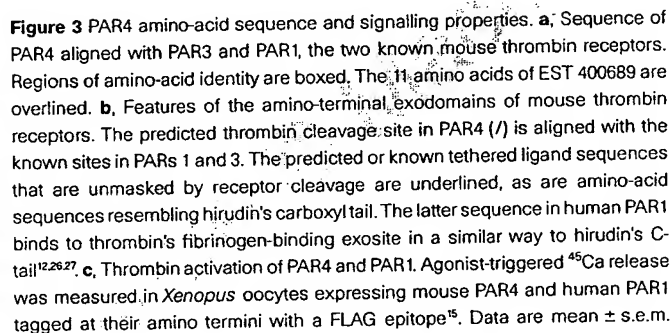 Figure 3 PAR4 amino-acid sequence and signalling properties. a, Sequence of
PAR4 aligned with PAR3 and PAR1, the two known mouse thrombin receptors.
Regions of amino-acid identity are boxed. The 11 amino acids of EST 400689 are
overlined. b, Features of the amino-terminal exodomains of mouse thrombin
receptors. The predicted thrombin cleavage site in PAR4 (/) is aligned with the
known sites in PARs 1 and 3. The predicted or known tethered ligand sequences
that are unmasked by receptor cleavage are underlined, as are amino-acid
sequences resembling hirudin's carboxyl tail. The latter sequence in human PAR1
binds to thrombin's fibrinogen-binding exosite in a similar way to hirudin's C-
tail12,26,27. c, Thrombin activation of PAR4 and PAR1. Agonist-triggered 45Ca release
was measured in Xenopus oocytes expressing mouse PAR4 and human PAR1
tagged at their amino termini with a FLAG epitope15. Data are mean ± s.e.m.